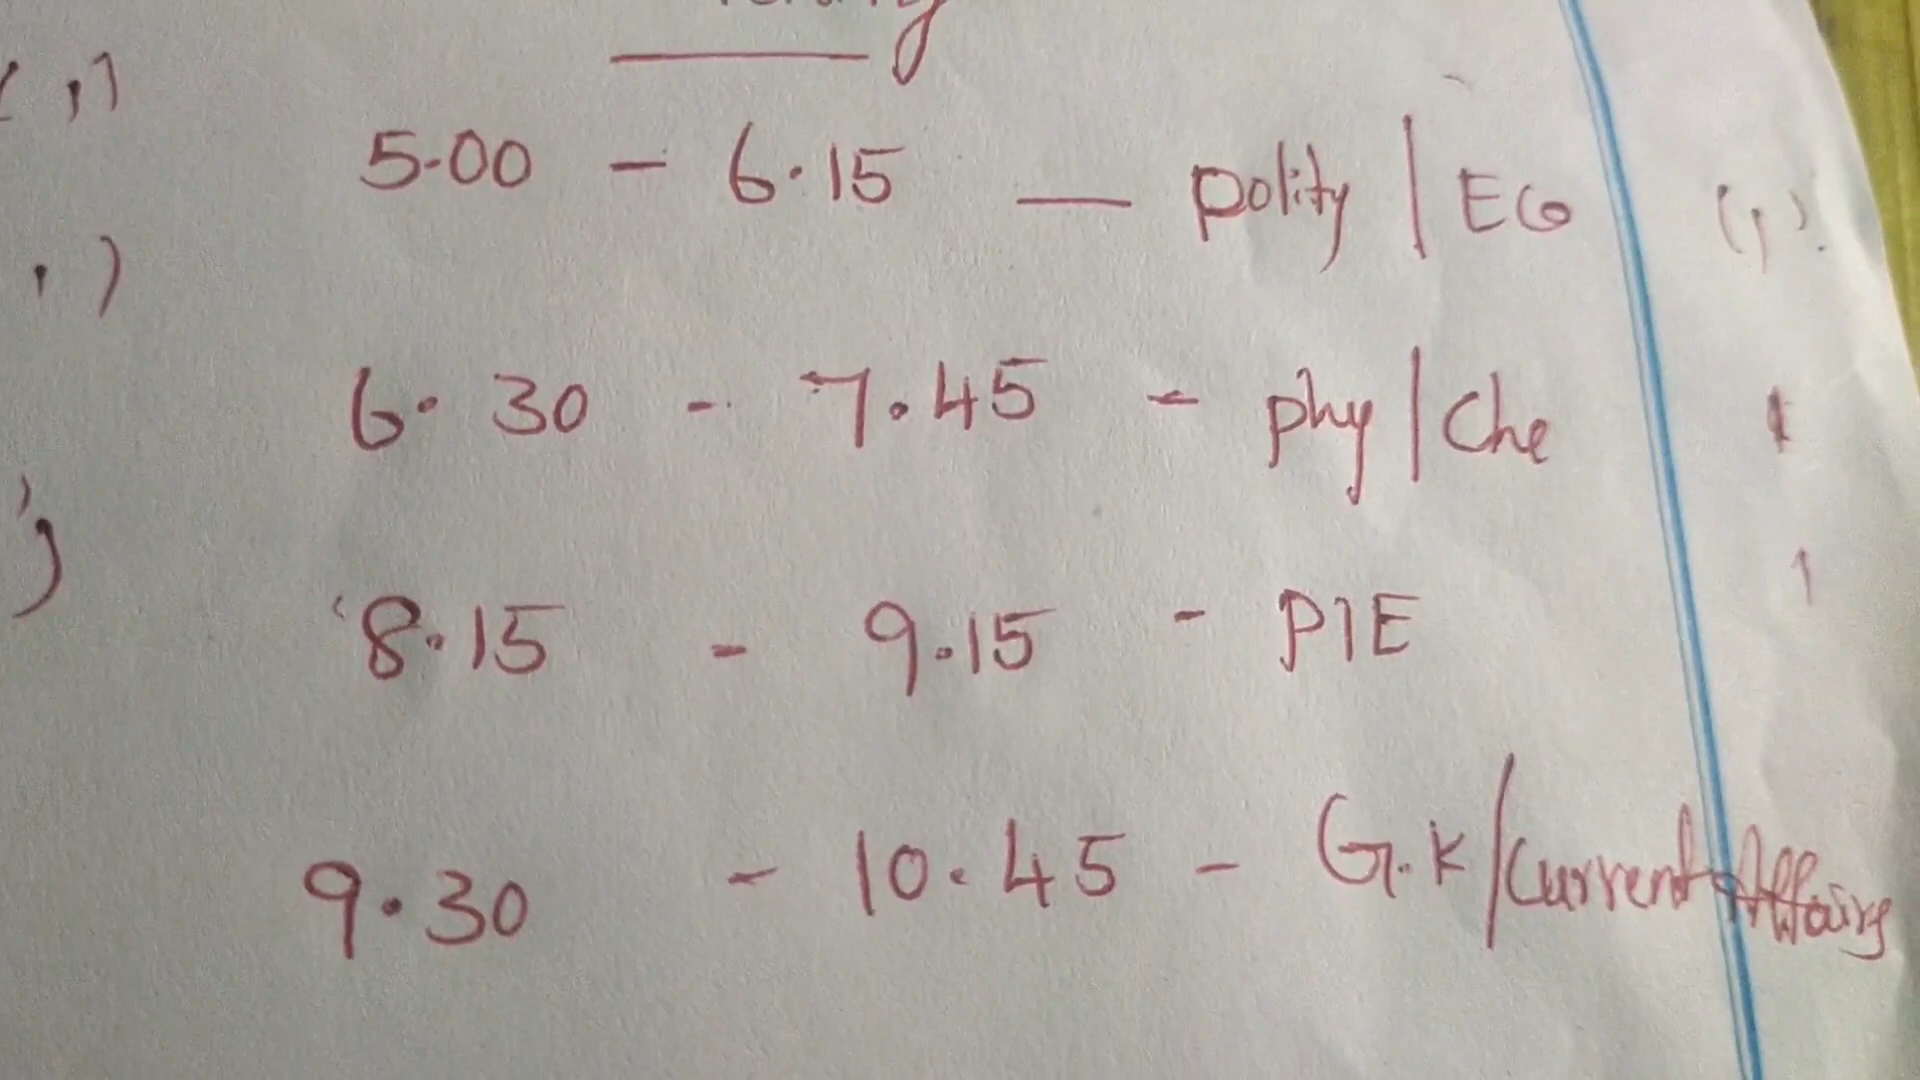 5.00 - 6.15 — polity | EG
6.30 - 7.45 - phy | Che
8.15 - 9.15 - PIE
9.30 - 10.45 - G.K / Current Affairs